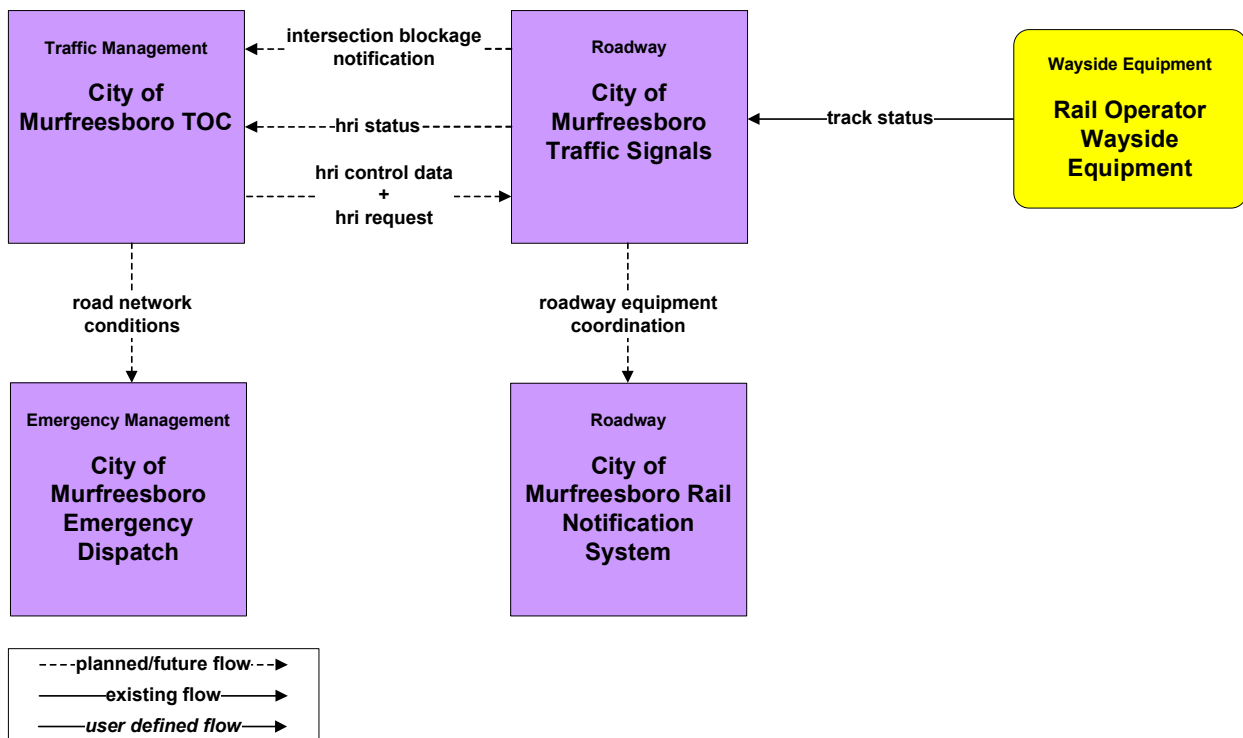 Traffic Management
City of
Murfreesboro TOC
intersection blockage
notification
hri status
hri control data
+
hri request
Roadway
City of
Murfreesboro
Traffic Signals
track status
Wayside Equipment
Rail Operator
Wayside
Equipment
road network
conditions
roadway equipment
coordination
Emergency Management
City of
Murfreesboro
Emergency
Dispatch
Roadway
City of
Murfreesboro Rail
Notification
System
planned/future flow
existing flow
user defined flow